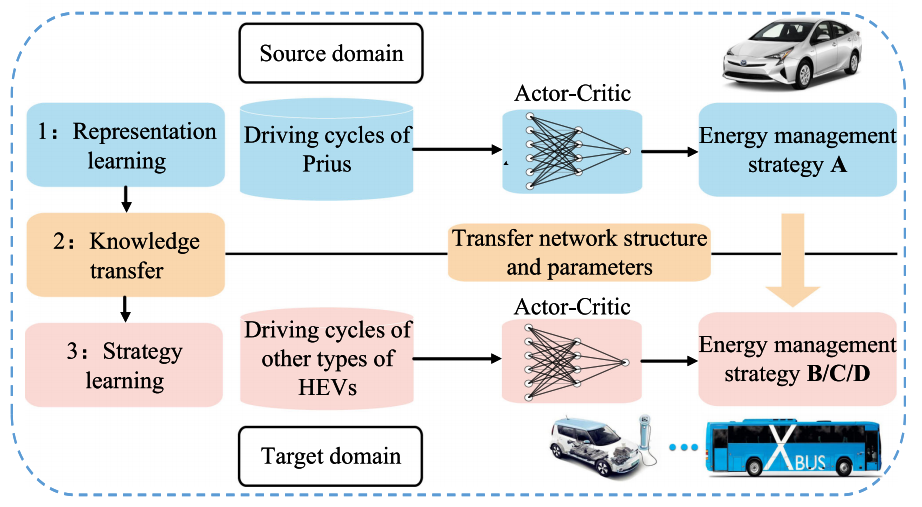 Source domain
Actor-Critic
1：Representation
learning
Driving cycles of
Prius
Energy management
strategy A
2：Knowledge
transfer
Transfer network structure
and parameters
Actor-Critic
3：Strategy
learning
Driving cycles of
other types of
HEVs
Energy management
strategy B/C/D
Target domain
X
BUS